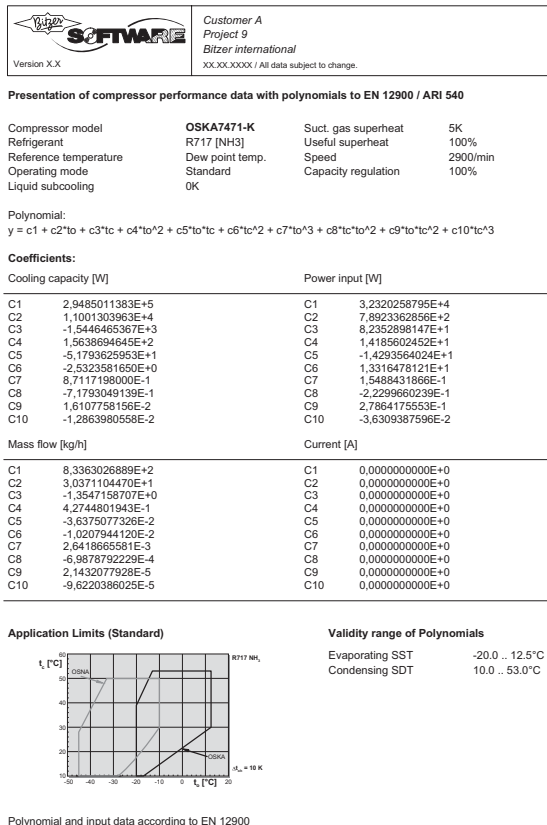 Bitzer
SOFTWARE
Version X.X
Customer A
Project 9
Bitzer international
XX.XX.XXXX / All data subject to change.
Presentation of compressor performance data with polynomials to EN 12900 / ARI 540
Compressor model OSKA7471-K Suct. gas superheat 5K
Refrigerant R717 [NH3] Useful superheat 100%
Reference temperature Dew point temp. Speed 2900/min
Operating mode Standard Capacity regulation 100%
Liquid subcooling 0K
Polynomial:
y = c1 + c2*to + c3*tc + c4*to^2 + c5*to*tc + c6*tc^2 + c7*to^3 + c8*tc*to^2 + c9*to*tc^2 + c10*tc^3
Coefficients:
Cooling capacity [W] Power input [W]
C1 2,9485011383E+5 C1 3,2320258795E+4
C2 1,1001303963E+4 C2 7,8923362856E+2
C3 -1,5446465367E+3 C3 8,2352898147E+1
C4 1,5638694645E+2 C4 1,4185602452E+1
C5 -5,1793625953E+1 C5 -1,4293564024E+1
C6 -2,5323581650E+0 C6 1,3316478121E+1
C7 8,7117198000E-1 C7 1,5488431866E-1
C8 -7,1793049139E-1 C8 -2,2299660239E-1
C9 1,6107758156E-2 C9 2,7864175553E-1
C10 -1,2863980558E-2 C10 -3,6309387596E-2
Mass flow [kg/h] Current [A]
C1 8,3363026889E+2 C1 0,0000000000E+0
C2 3,0371104470E+1 C2 0,0000000000E+0
C3 -1,3547158707E+0 C3 0,0000000000E+0
C4 4,2744801943E-1 C4 0,0000000000E+0
C5 -3,6375077326E-2 C5 0,0000000000E+0
C6 -1,0207944120E-2 C6 0,0000000000E+0
C7 2,6418665581E-3 C7 0,0000000000E+0
C8 -6,9878792229E-4 C8 0,0000000000E+0
C9 2,1432077928E-5 C9 0,0000000000E+0
C10 -9,6220386025E-5 C10 0,0000000000E+0
Application Limits (Standard) Validity range of Polynomials
Evaporating SST -20.0 .. 12.5°C
Condensing SDT 10.0 .. 53.0°C
60
t꜀ [°C]
R717 NH₃
OSNA
50
40
30
20
OSKA
10
Δtₒₕ = 10 K
-50 -40 -30 -20 -10 0 tₒ [°C] 20
Polynomial and input data according to EN 12900